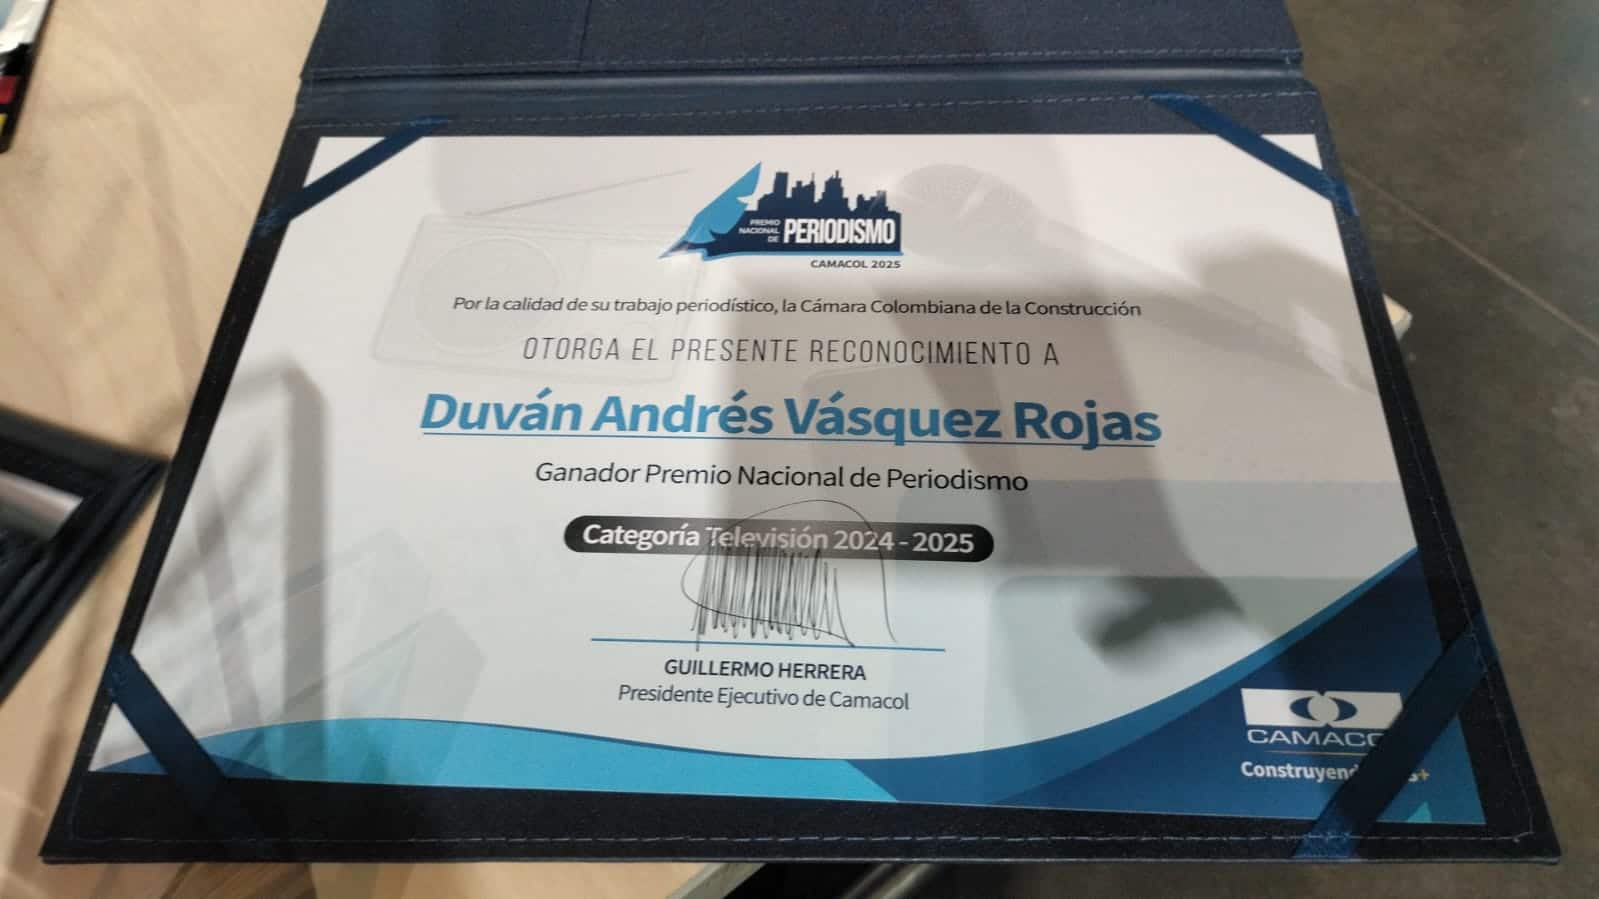 PREMIO
NACIONAL
DE PERIODISMO
CAMACOL 2025
Por la calidad de su trabajo periodístico, la Cámara Colombiana de la Construcción
OTORGA EL PRESENTE RECONOCIMIENTO A
Duván Andrés Vásquez Rojas
Ganador Premio Nacional de Periodismo
Categoría Televisión 2024 - 2025
GUILLERMO HERRERA
Presidente Ejecutivo de Camacol